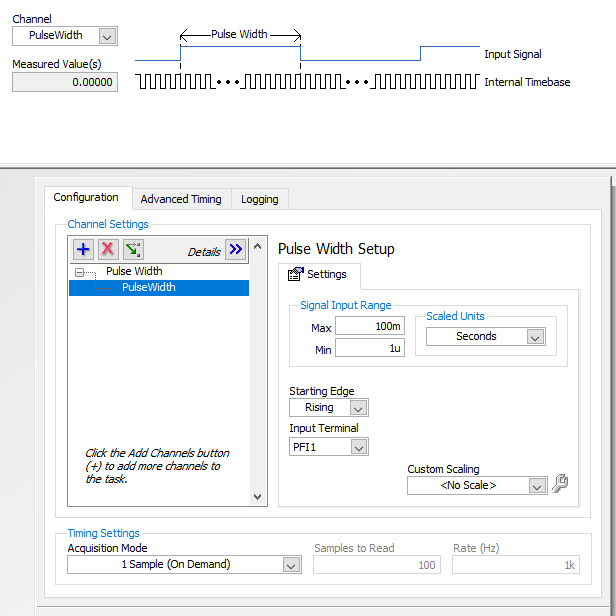 Channel
PulseWidth
Measured Value(s)
0.00000
Pulse Width
Input Signal
Internal Timebase
Configuration
Advanced Timing
Logging
Channel Settings
Details
Pulse Width
PulseWidth
Click the Add Channels button
(+) to add more channels to
the task.
Pulse Width Setup
Settings
Signal Input Range
Max 100m
Min 1u
Scaled Units
Seconds
Starting Edge
Rising
Input Terminal
PFI1
Custom Scaling
<No Scale>
Timing Settings
Acquisition Mode
1 Sample (On Demand)
Samples to Read
100
Rate (Hz)
1k